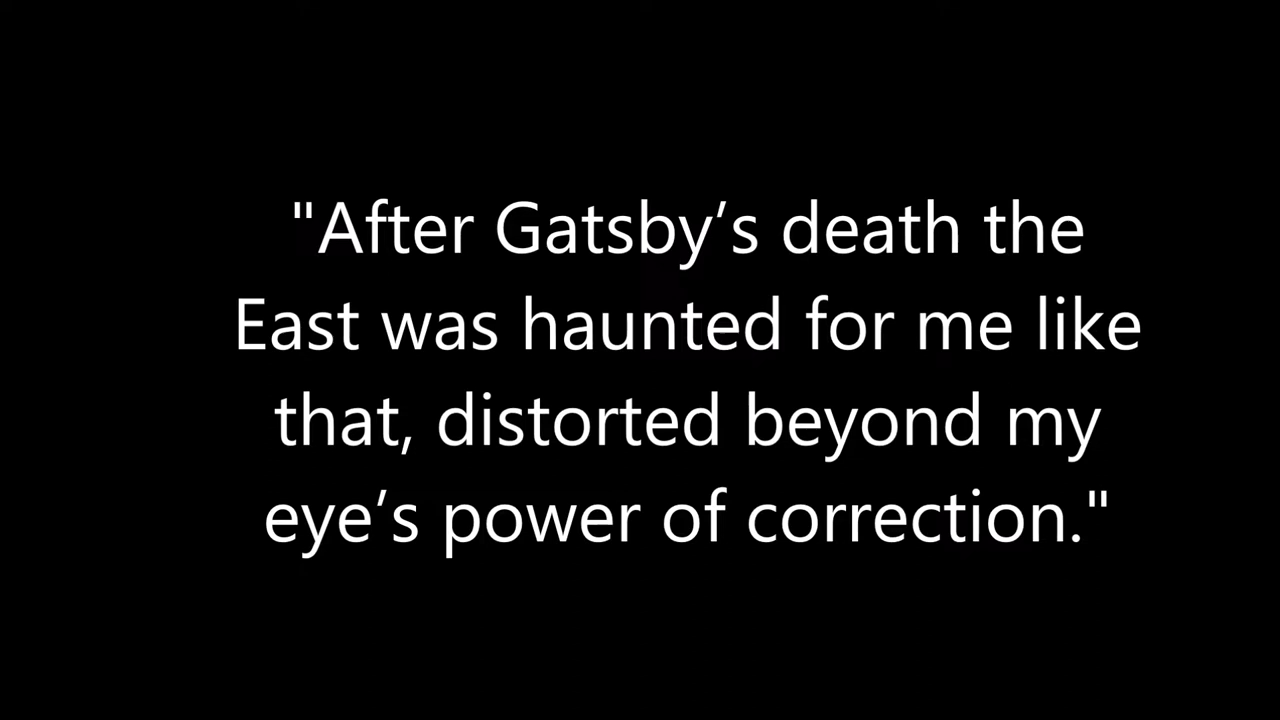 "After Gatsby’s death the
East was haunted for me like
that, distorted beyond my
eye’s power of correction."